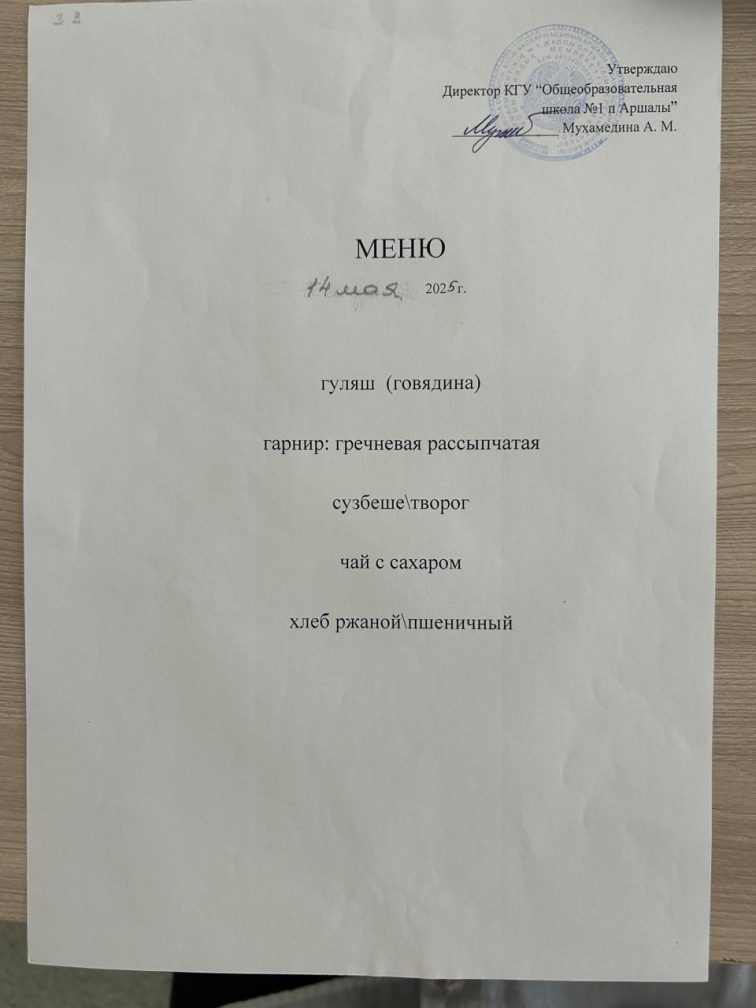 Утверждаю
Директор КГУ “Общеобразовательная
школа №1 п Аршалы”
Мухамедина А. М.
МЕНЮ
14 мая 2025г.
гуляш (говядина)
гарнир: гречневая рассыпчатая
сузбеше\творог
чай с сахаром
хлеб ржаной\пшеничный